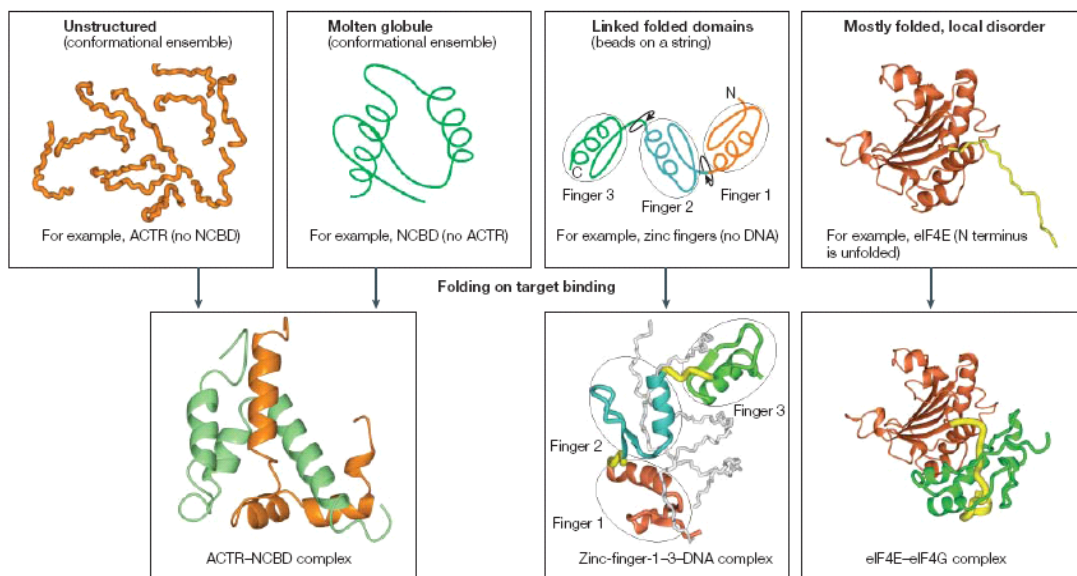 Unstructured
(conformational ensemble)
For example, ACTR (no NCBD)
Molten globule
(conformational ensemble)
For example, NCBD (no ACTR)
Linked folded domains
(beads on a string)
N
C
Finger 3
Finger 2
Finger 1
For example, zinc fingers (no DNA)
Mostly folded, local disorder
For example, eIF4E (N terminus
is unfolded)
Folding on target binding
ACTR–NCBD complex
Finger 3
Finger 2
Finger 1
Zinc-finger-1–3–DNA complex
eIF4E–eIF4G complex